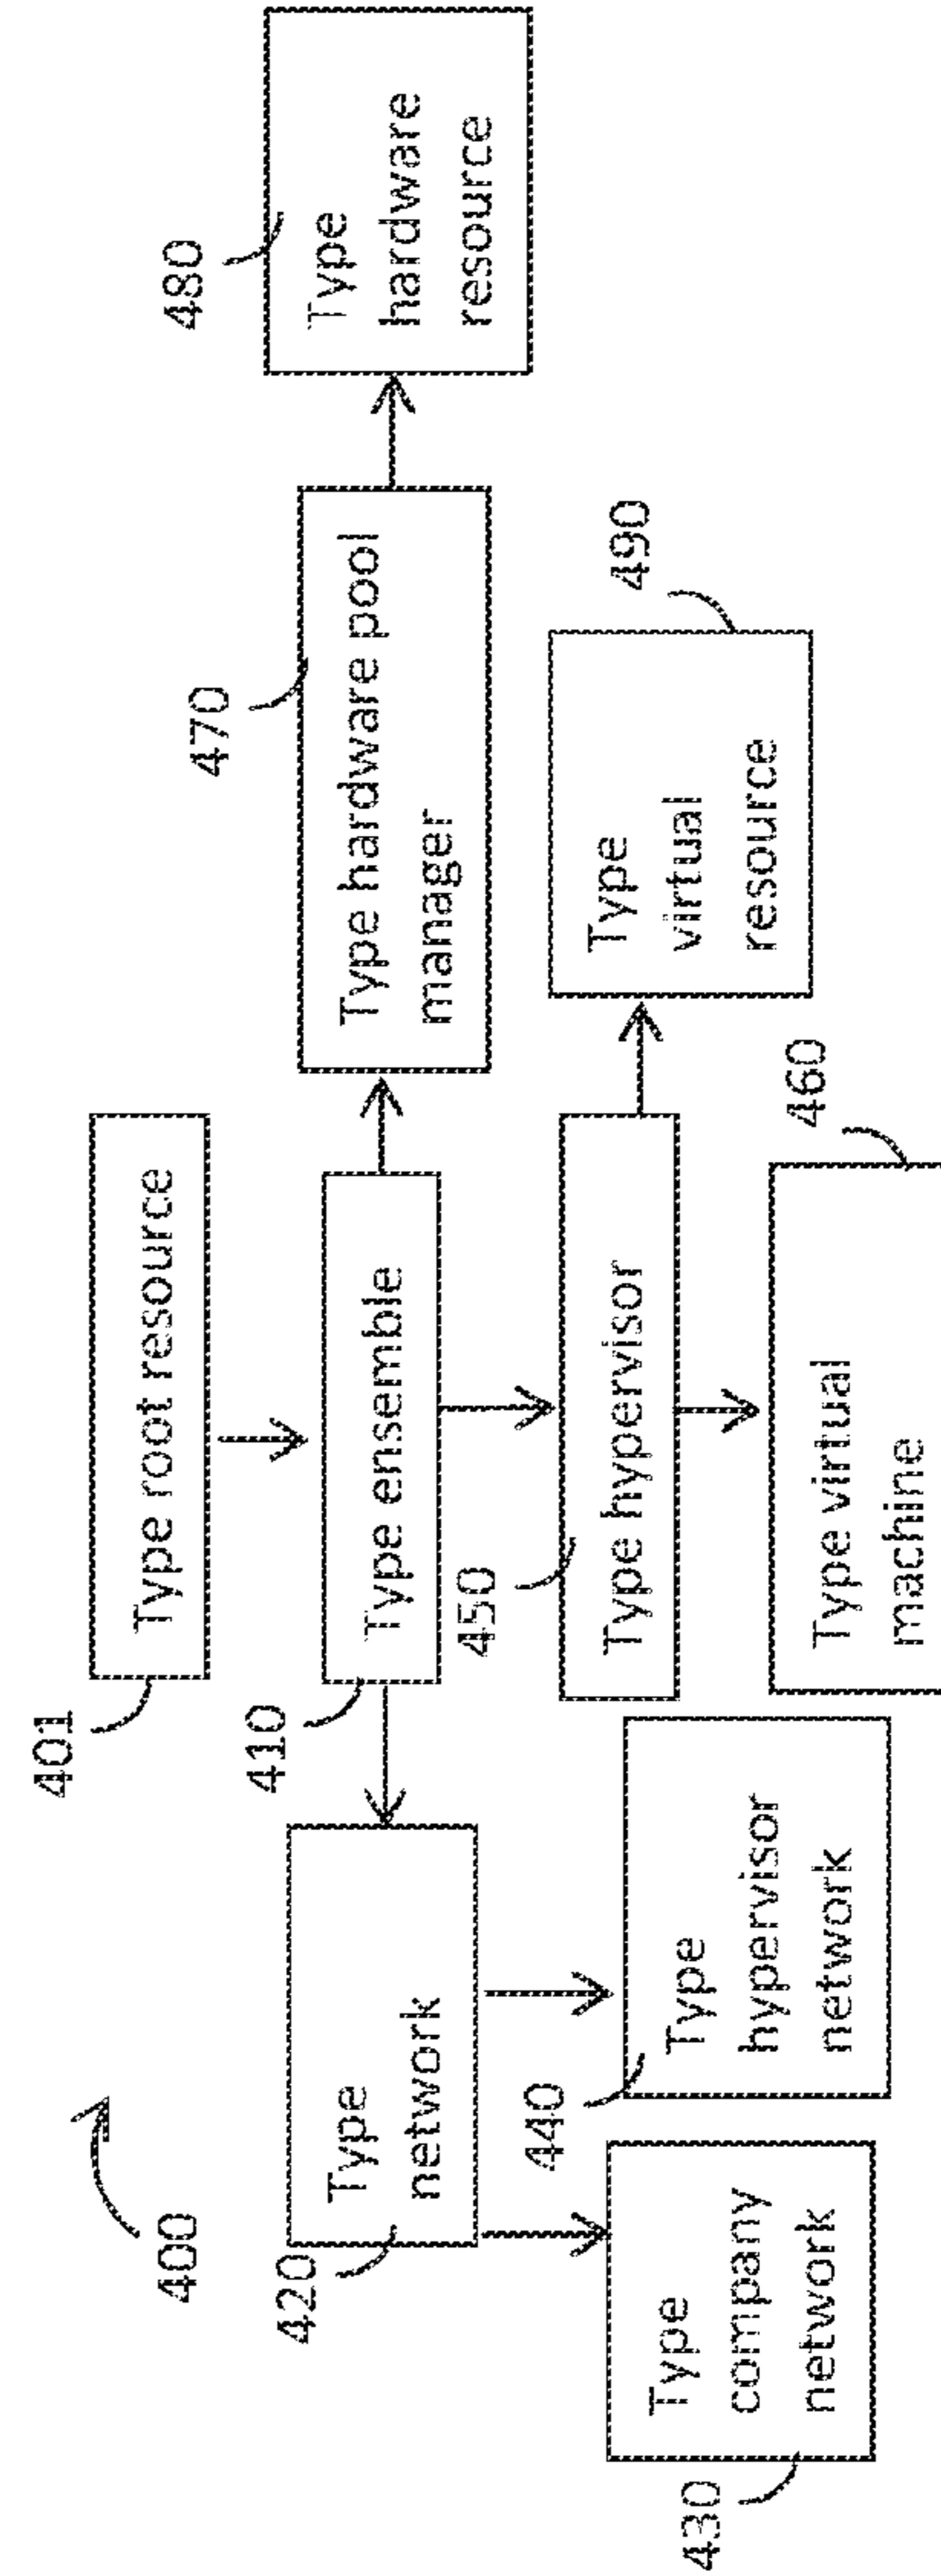 400
401
Type root resource
410
Type ensemble
420
Type
network
430
Type
company
network
440
Type
hypervisor
network
450
Type hypervisor
460
Type virtual
machine
470
Type hardware pool
manager
480
Type
hardware
resource
490
Type
virtual
resource